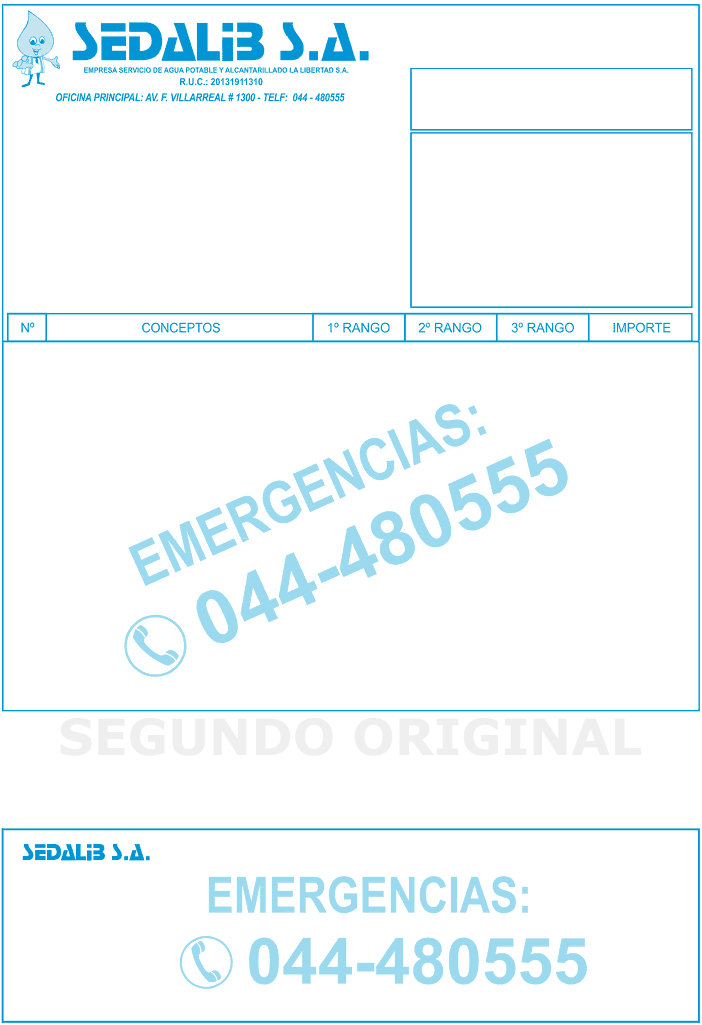 SEDALIB S.A.
EMPRESA SERVICIO DE AGUA POTABLE Y ALCANTARILLADO LA LIBERTAD S.A.
R.U.C.: 20131911310
OFICINA PRINCIPAL: AV. F. VILLARREAL # 1300 - TELF: 044 - 480555
Nº CONCEPTOS 1º RANGO 2º RANGO 3º RANGO IMPORTE
EMERGENCIAS:
044-480555
SEGUNDO ORIGINAL
SEDALIB S.A.
EMERGENCIAS:
044-480555